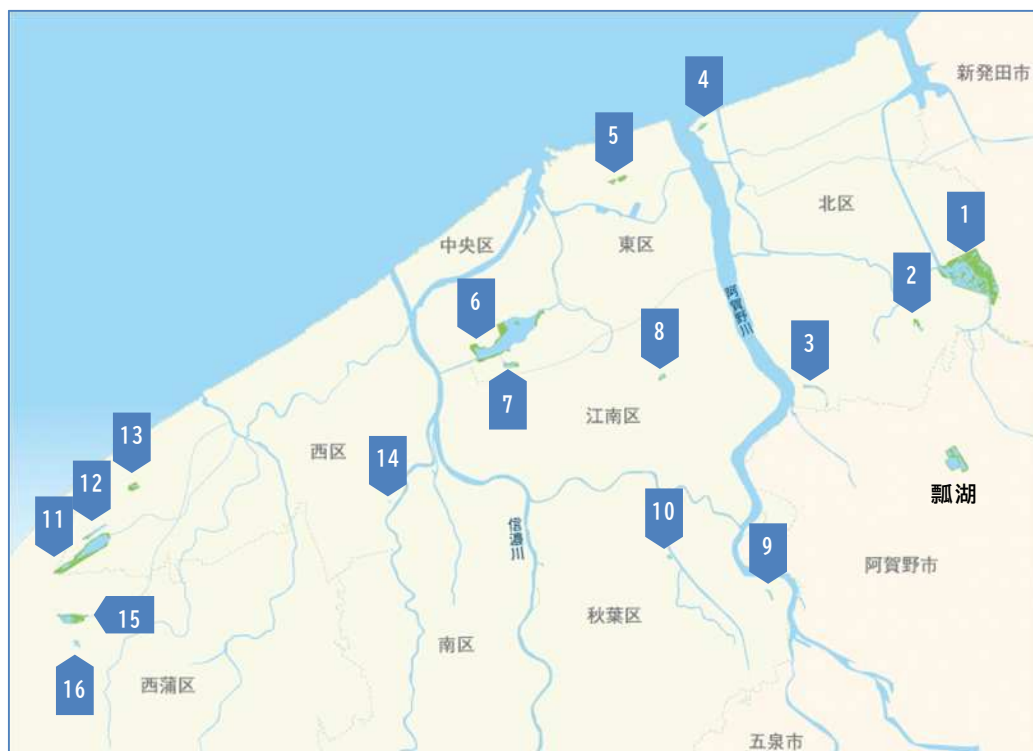 新発田市
4
5
北区
1
中央区
東区
2
阿賀野川
6
8
3
7
江南区
13
西区
14
12
瓢湖
11
信濃川
10
9
阿賀野市
15
秋葉区
南区
16
西蒲区
五泉市